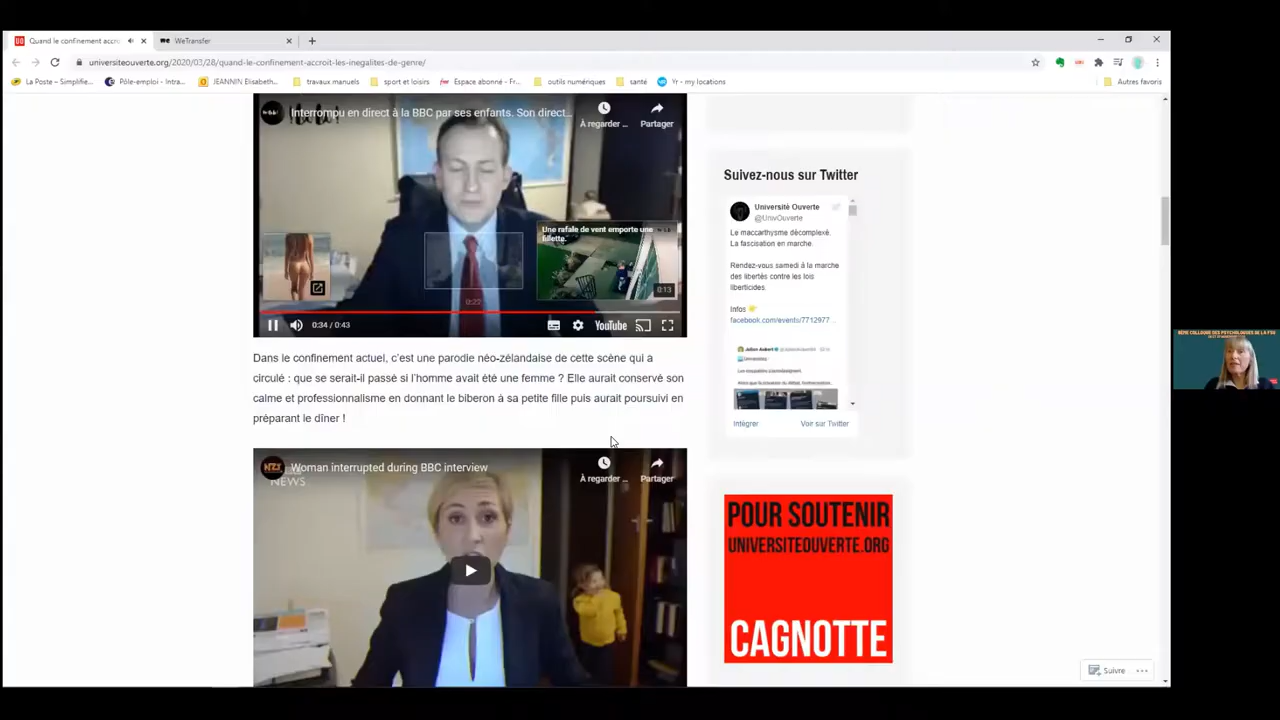 Quand le confinement accr
WeTransfer
universiteouverte.org/2020/03/28/quand-le-confinement-accroit-les-inegalites-de-genre/
La Poste – Simplifie...
Pôle-emploi - Intra...
JEANNIN Elisabeth...
travaux manuels
sport et loisirs
Espace abonné - Fr...
outils numériques
santé
Yr - my locations
Autres favoris
Interrompu en direct à la BBC par ses enfants. Son direct...
À regarder ...
Partager
Une rafale de vent emporte une
fillette.
0:13
0:22
0:34 / 0:43
YouTube
Dans le confinement actuel, c'est une parodie néo-zélandaise de cette scène qui a
circulé : que se serait-il passé si l'homme avait été une femme ? Elle aurait conservé son
calme et professionnalisme en donnant le biberon à sa petite fille puis aurait poursuivi en
préparant le dîner !
Woman interrupted during BBC interview
NEWS
À regarder ...
Partager
Suivez-nous sur Twitter
Université Ouverte
@UnivOuverte
Le maccarthysme décomplexé.
La fascisation en marche.
Rendez-vous samedi à la marche
des libertés contre les lois
liberticides.
Infos
facebook.com/events/7712977 ...
Julien Aubert
Intégrer
Voir sur Twitter
POUR SOUTENIR
UNIVERSITEOUVERTE.ORG
CAGNOTTE
Suivre